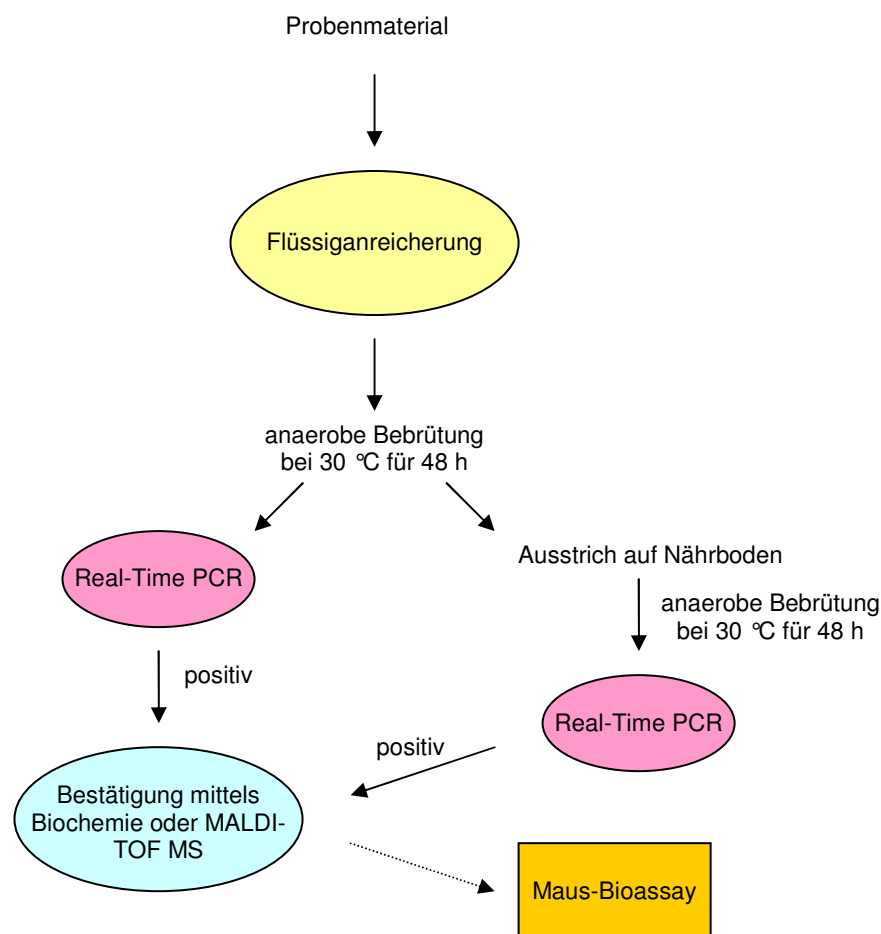 Probenmaterial
Flüssiganreicherung
anaerobe Bebrütung
bei 30 °C für 48 h
Real-Time PCR
Ausstrich auf Nährboden
anaerobe Bebrütung
bei 30 °C für 48 h
positiv
Real-Time PCR
positiv
Bestätigung mittels
Biochemie oder MALDI-
TOF MS
Maus-Bioassay